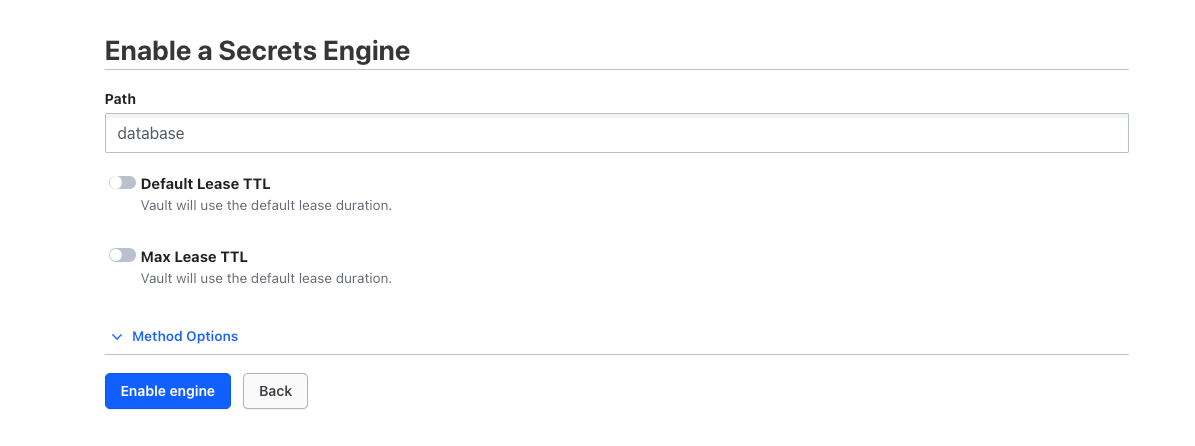 Enable a Secrets Engine
Path
database
Default Lease TTL
Vault will use the default lease duration.
Max Lease TTL
Vault will use the default lease duration.
Method Options
Enable engine
Back